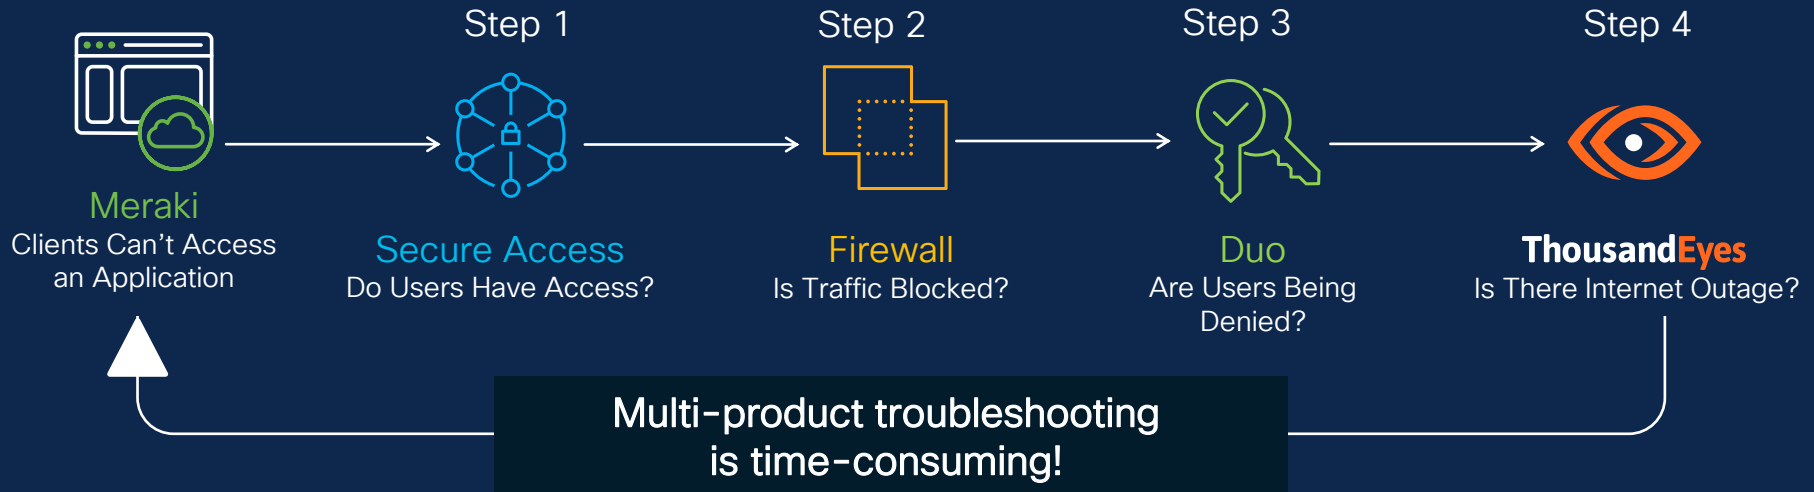 Step 1
Step 2
Step 3
Step 4
Meraki
Clients Can't Access
an Application
Secure Access
Do Users Have Access?
Firewall
Is Traffic Blocked?
Duo
Are Users Being
Denied?
ThousandEyes
Is There Internet Outage?
Multi-product troubleshooting
is time-consuming!